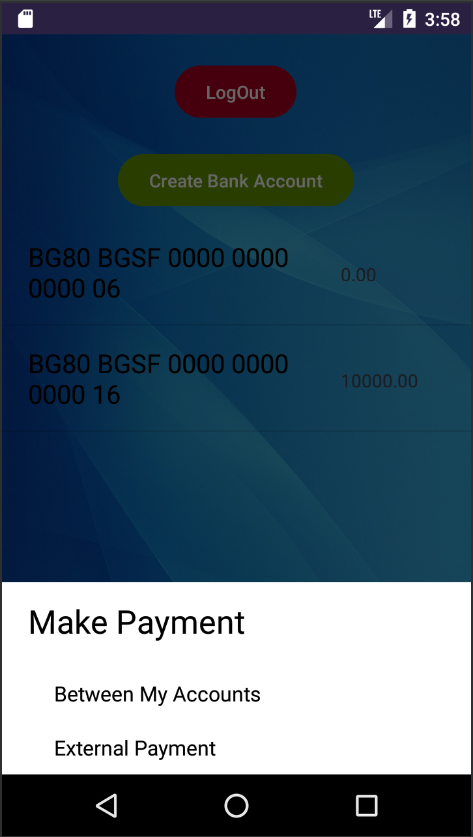 LTE 3:58
LogOut
Create Bank Account
BG80 BGSF 0000 0000
0000 06
0.00
BG80 BGSF 0000 0000
0000 16
10000.00
Make Payment
Between My Accounts
External Payment